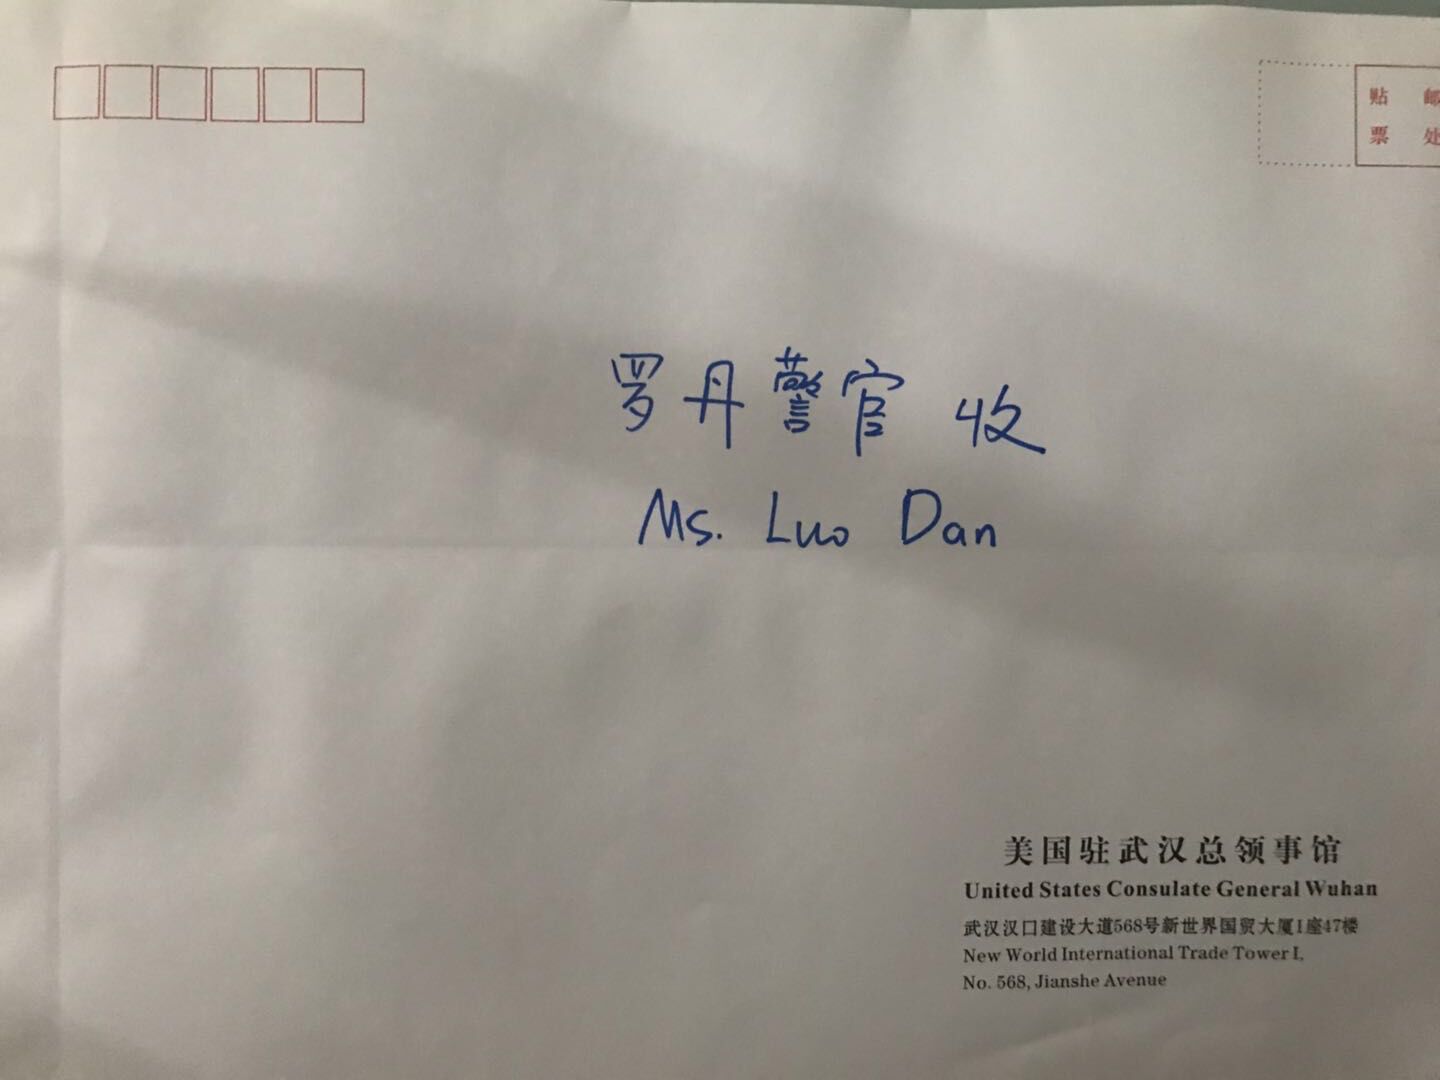 贴 邮
票 处
罗丹警官 收
Ms. Luo Dan
美国驻武汉总领事馆
United States Consulate General Wuhan
武汉汉口建设大道568号新世界国贸大厦I座47楼
New World International Trade Tower I,
No. 568, Jianshe Avenue